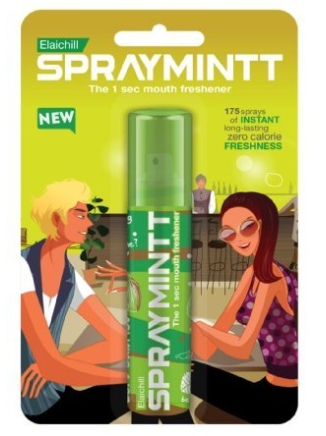 Elaichill
SPRAYMINTT
The 1 sec mouth freshener
NEW
175 sprays
of INSTANT
long-lasting
zero calorie
FRESHNESS
Elaichill
SPRAYMINTT
The 1 sec mouth freshener